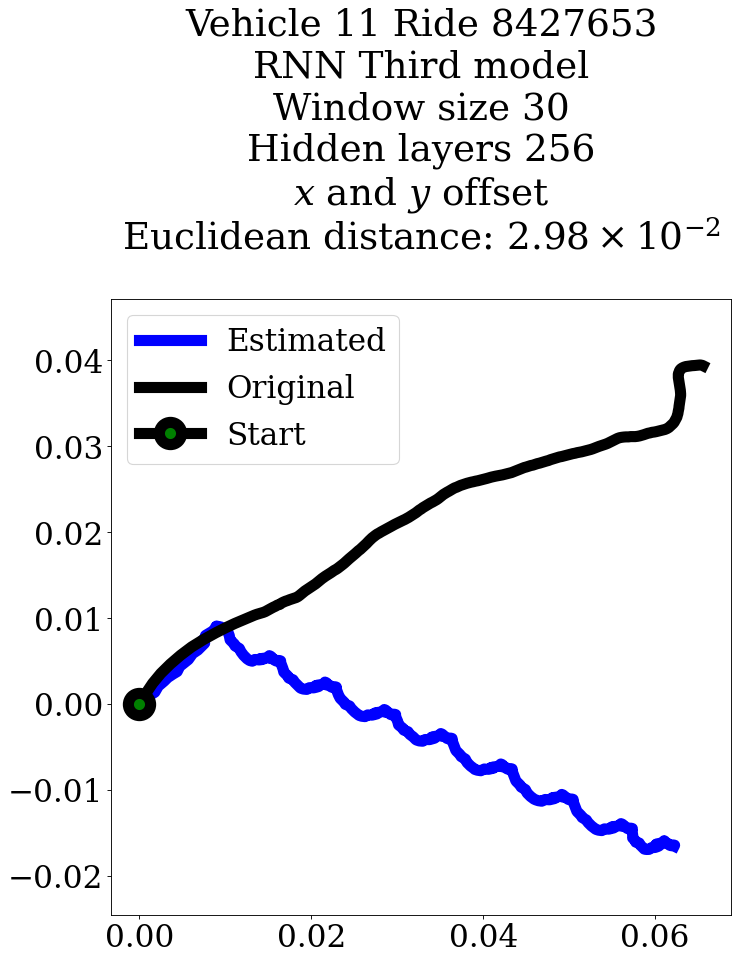 Vehicle 11 Ride 8427653
RNN Third model
Window size 30
Hidden layers 256
x and y offset
Euclidean distance: 2.98 × 10⁻²
Estimated
Original
Start
0.04
0.03
0.02
0.01
0.00
−0.01
−0.02
0.00 0.02 0.04 0.06